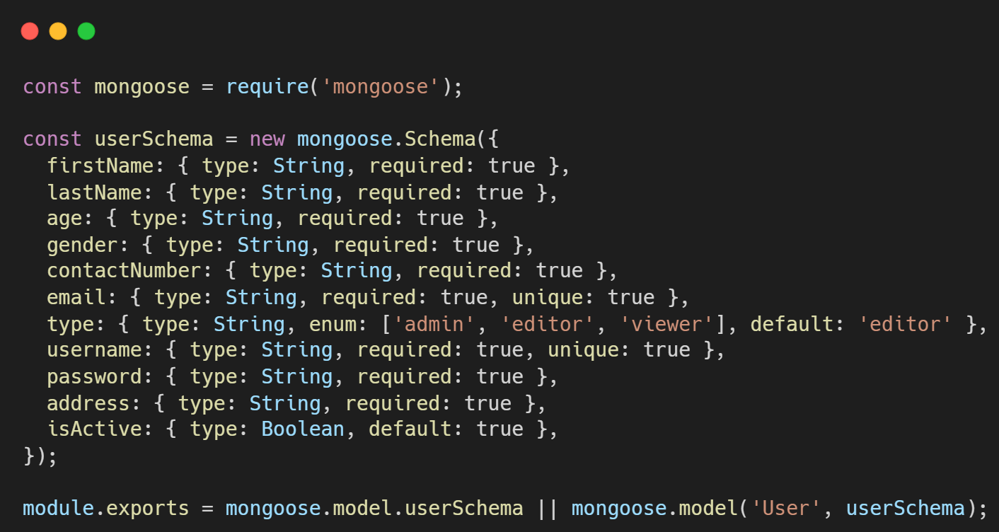 const mongoose = require('mongoose');
const userSchema = new mongoose.Schema({
  firstName: { type: String, required: true },
  lastName: { type: String, required: true },
  age: { type: String, required: true },
  gender: { type: String, required: true },
  contactNumber: { type: String, required: true },
  email: { type: String, required: true, unique: true },
  type: { type: String, enum: ['admin', 'editor', 'viewer'], default: 'editor' },
  username: { type: String, required: true, unique: true },
  password: { type: String, required: true },
  address: { type: String, required: true },
  isActive: { type: Boolean, default: true },
});
module.exports = mongoose.model.userSchema || mongoose.model('User', userSchema);